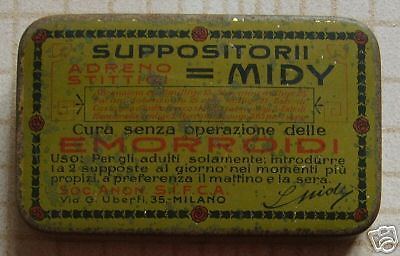 SUPPOSITORII
ADRENO
STITTICI
= MIDY
Cura senza operazione delle
EMORROIDI
USO: Per gli adulti solamente: introdurre
la 2 supposte al giorno nei momenti più
propizi, a preferenza il mattino e la sera.
Soc. Anon. S.I.F.C.A.
Via G. Uberti, 35.-MILANO
L. Midy